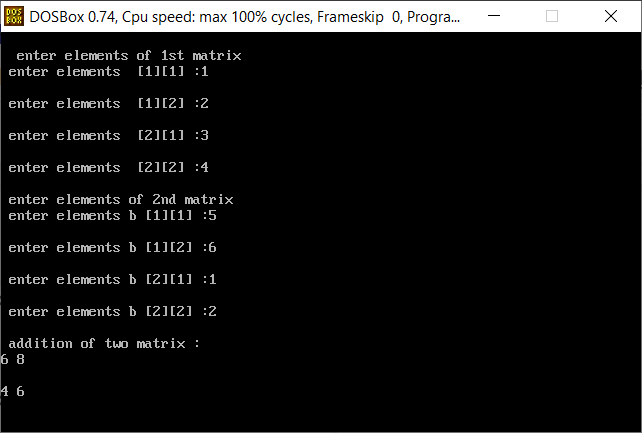 DOS BOX DOSBox 0.74, Cpu speed: max 100% cycles, Frameskip 0, Progra...
enter elements of 1st matrix
enter elements [1][1] :1
enter elements [1][2] :2
enter elements [2][1] :3
enter elements [2][2] :4
enter elements of 2nd matrix
enter elements b [1][1] :5
enter elements b [1][2] :6
enter elements b [2][1] :1
enter elements b [2][2] :2
addition of two matrix :
6 8
4 6